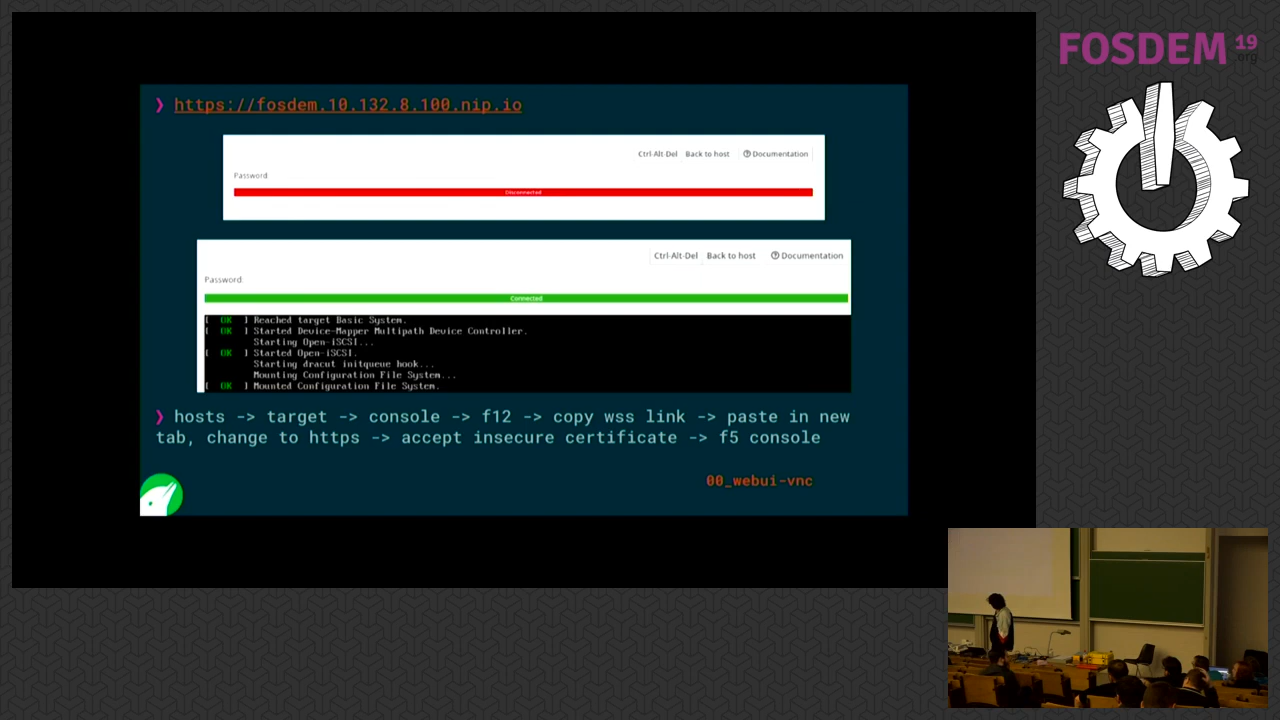 FOSDEM 19
.org
❯ https://fosdem.10.132.8.100.nip.io
Ctrl-Alt-Del Back to host Documentation
Password
Disconnected
Ctrl-Alt-Del Back to host Documentation
Password
Connected
[ OK ] Reached target Basic System.
[ OK ] Started Device-Mapper Multipath Device Controller.
Starting Open-iSCSI...
[ OK ] Started Open-iSCSI.
Starting dracut initqueue hook...
Mounting Configuration File System...
[ OK ] Mounted Configuration File System.
❯ hosts -> target -> console -> f12 -> copy wss link -> paste in new
tab, change to https -> accept insecure certificate -> f5 console
00_webui-vnc